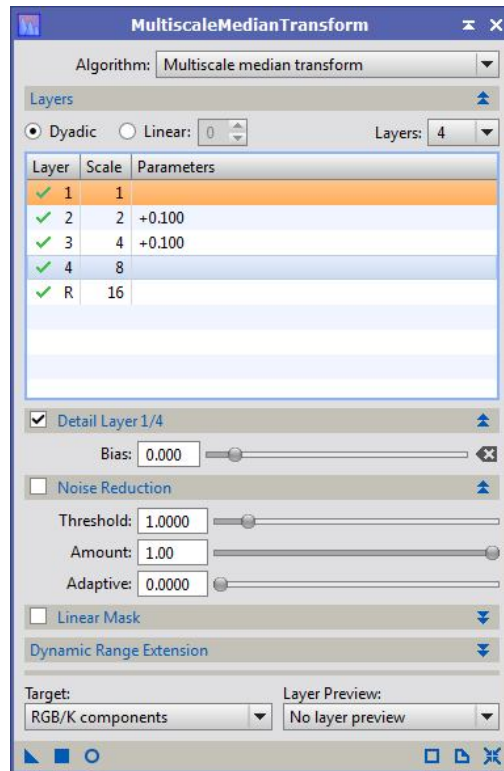 MultiscaleMedianTransform
Algorithm: Multiscale median transform
Layers
Dyadic Linear: 0 Layers: 4
Layer Scale Parameters
1 1
2 2 +0.100
3 4 +0.100
4 8
R 16
Detail Layer 1/4
Bias: 0.000
Noise Reduction
Threshold: 1.0000
Amount: 1.00
Adaptive: 0.0000
Linear Mask
Dynamic Range Extension
Target: Layer Preview:
RGB/K components No layer preview